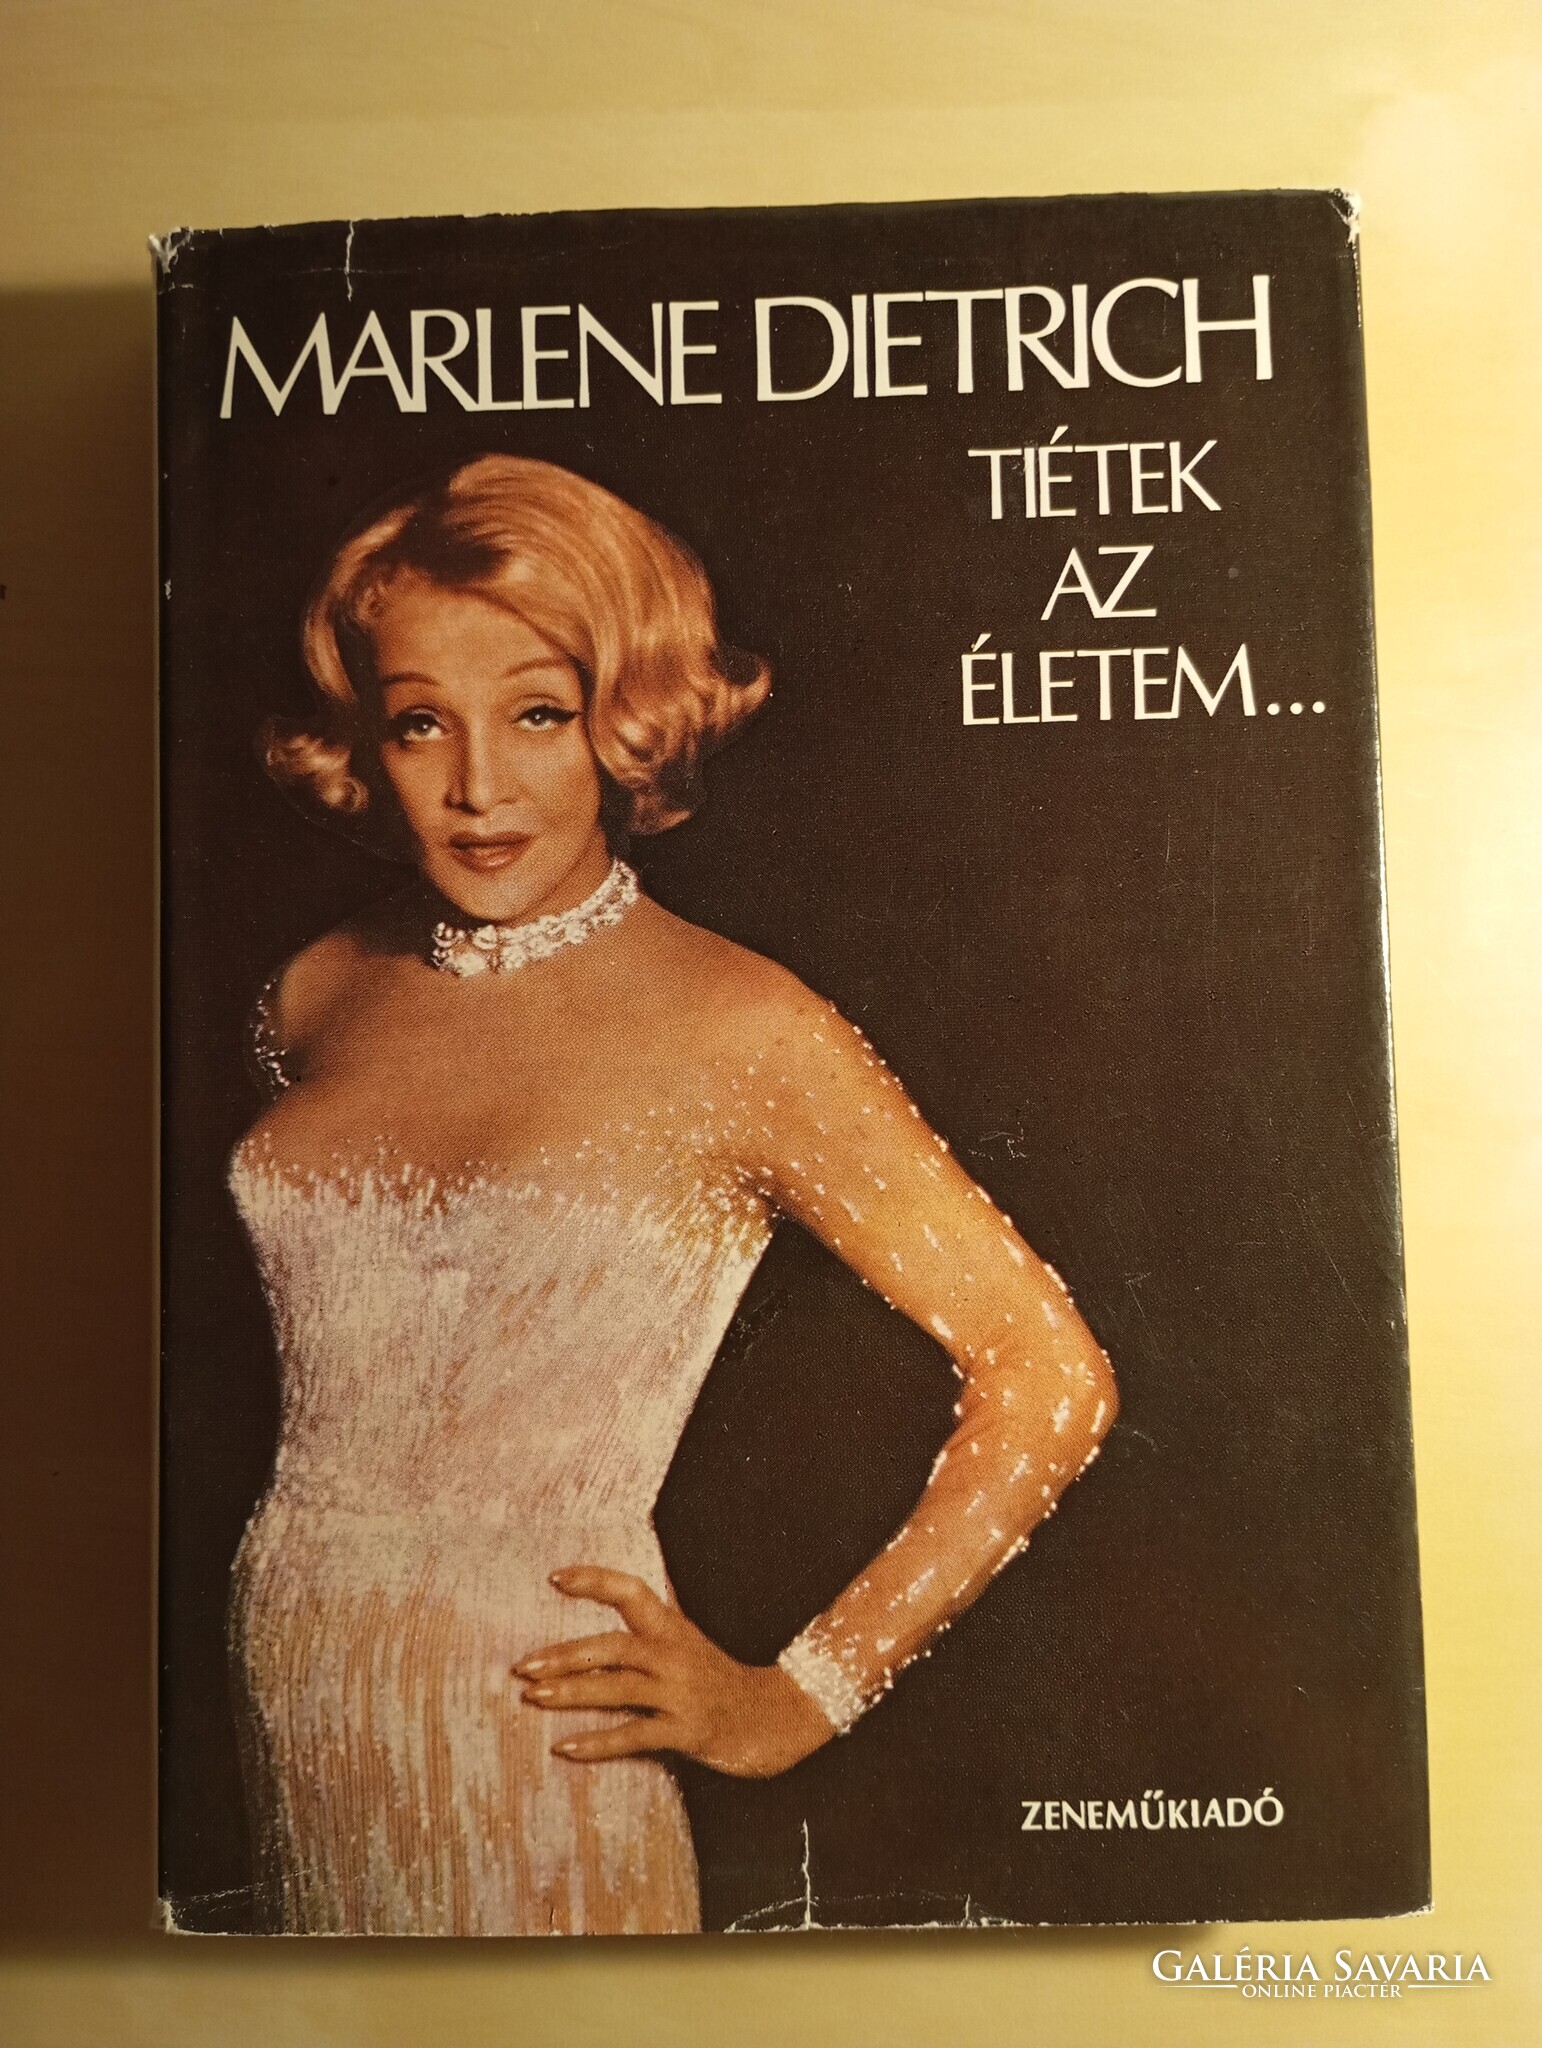 MARLENE DIETRICH
TIÉTEK
AZ
ÉLETEM...
ZENEMŰKIADÓ
GALÉRIA SAVARIA
ONLINE PIACTÉR